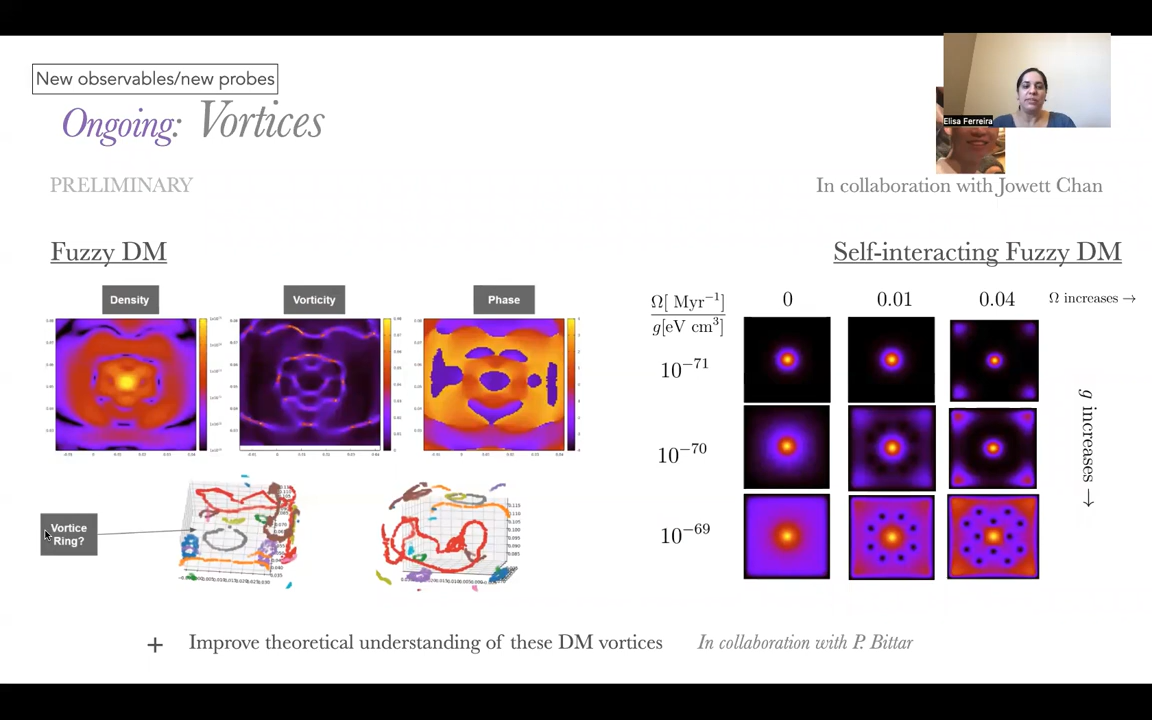 New observables/new probes
Ongoing: Vortices
Elisa Ferreira
PRELIMINARY
In collaboration with Jowett Chan
Fuzzy DM
Self-interacting Fuzzy DM
Density
Vorticity
Phase
Ω[ Myr⁻¹]
g[eV cm³]
0
0.01
0.04
Ω increases →
10⁻⁷¹
10⁻⁷⁰
10⁻⁶⁹
g increases →
Vortice
Ring?
+ Improve theoretical understanding of these DM vortices
In collaboration with P. Bittar